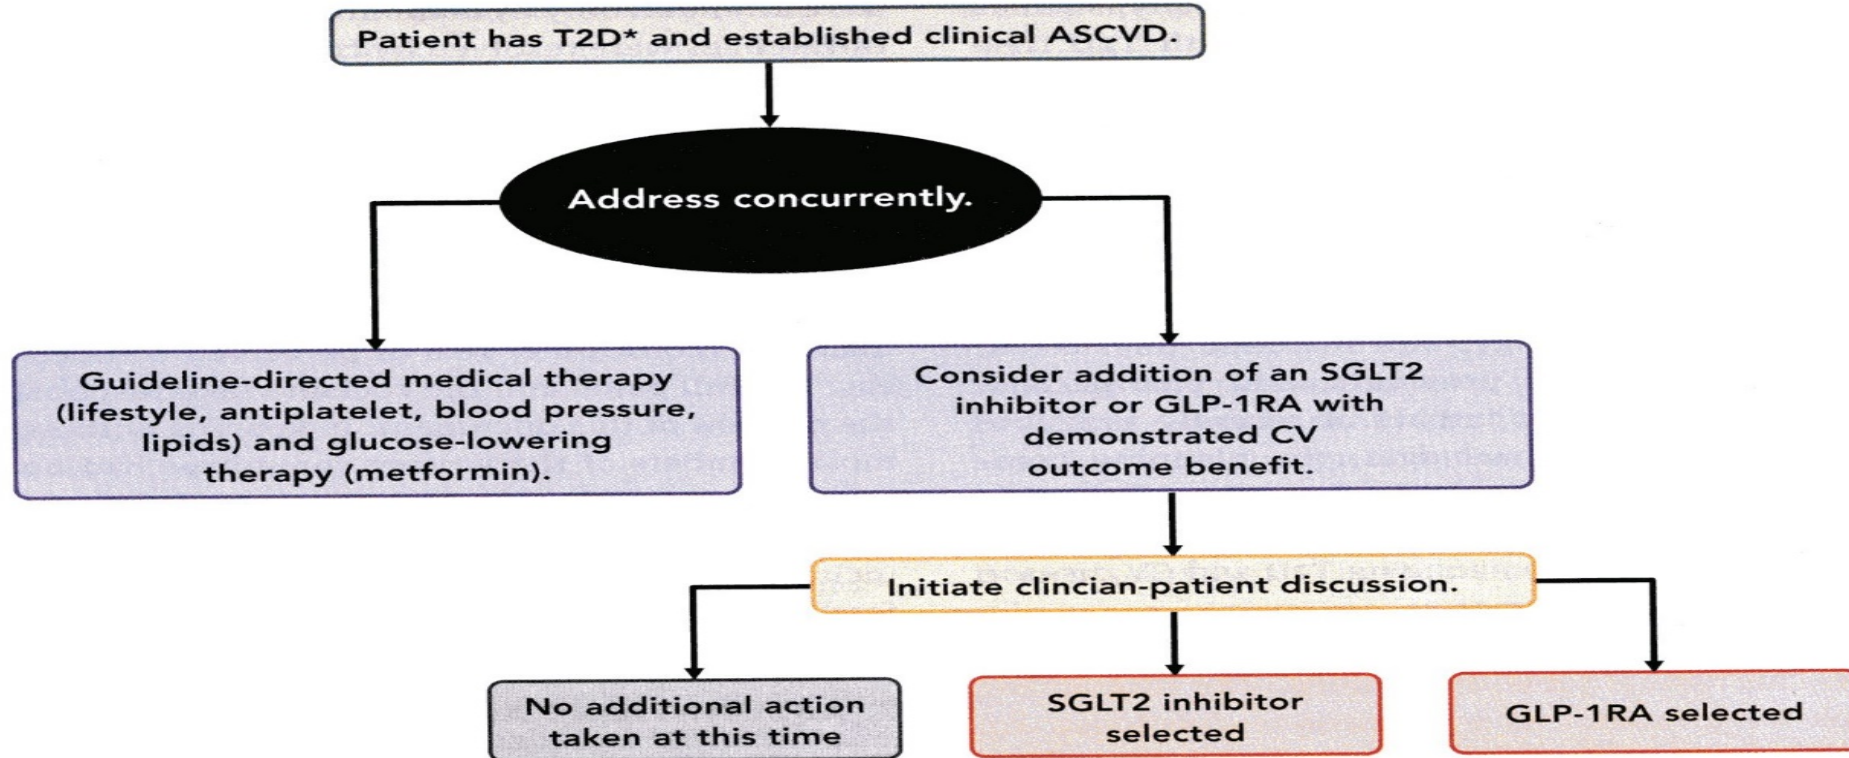 Patient has T2D* and established clinical ASCVD.
Address concurrently.
Guideline-directed medical therapy
(lifestyle, antiplatelet, blood pressure,
lipids) and glucose-lowering
therapy (metformin).
Consider addition of an SGLT2
inhibitor or GLP-1RA with
demonstrated CV
outcome benefit.
Initiate clincian-patient discussion.
No additional action
taken at this time
SGLT2 inhibitor
selected
GLP-1RA selected